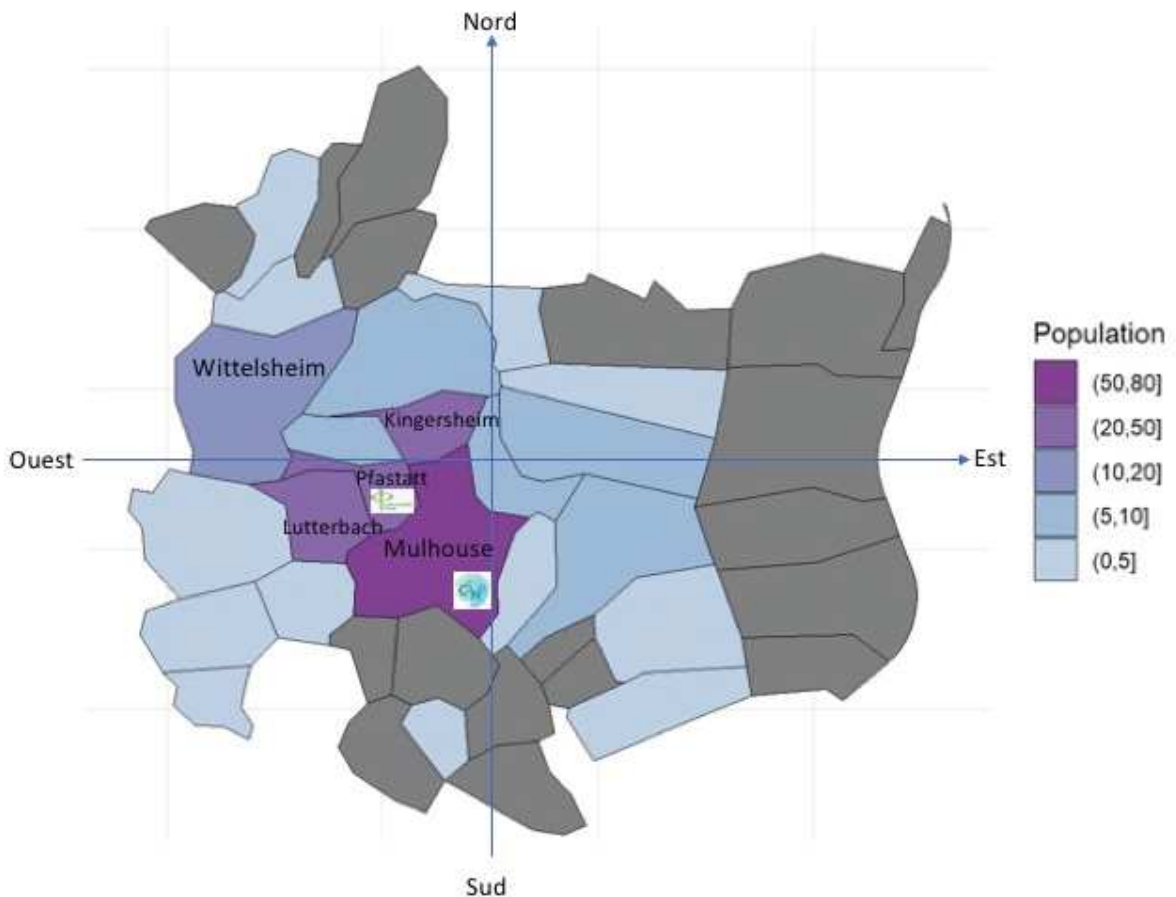 Nord
Wittelsheim
Kingersheim
Ouest
Est
Pfastatt
Lutterbach
Mulhouse
Sud
Population
(50,80]
(20,50]
(10,20]
(5,10]
(0,5]